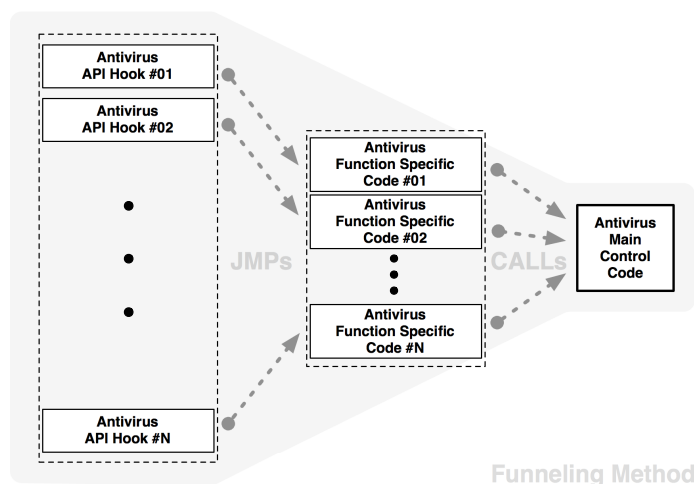 Antivirus
API Hook #01
Antivirus
API Hook #02
Antivirus
API Hook #N
JMPs
Antivirus
Function Specific
Code #01
Antivirus
Function Specific
Code #02
Antivirus
Function Specific
Code #N
CALLs
Antivirus
Main
Control
Code
Funneling Method